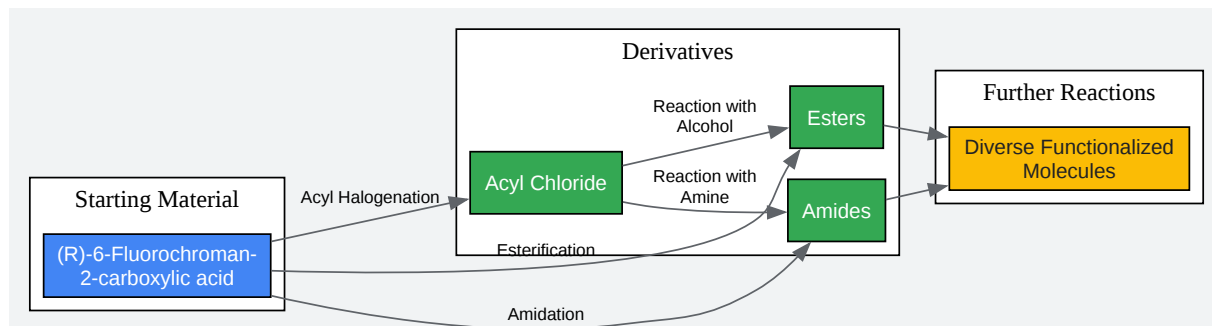 Starting Material
(R)-6-Fluorochroman-
2-carboxylic acid
Acyl Halogenation
Esterification
Amidation
Derivatives
Acyl Chloride
Reaction with
Alcohol
Reaction with
Amine
Esters
Amides
Further Reactions
Diverse Functionalized
Molecules